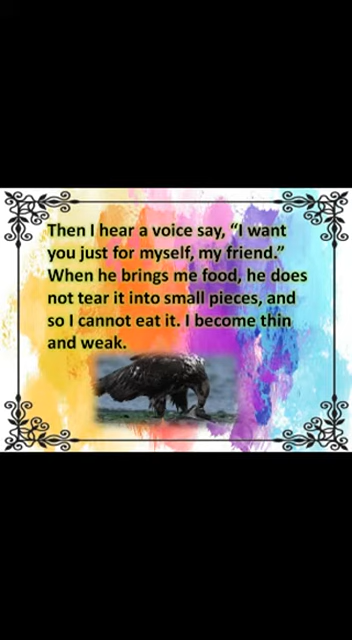 Then I hear a voice say, “I want
you just for myself, my friend.”
When he brings me food, he does
not tear it into small pieces, and
so I cannot eat it. I become thin
and weak.